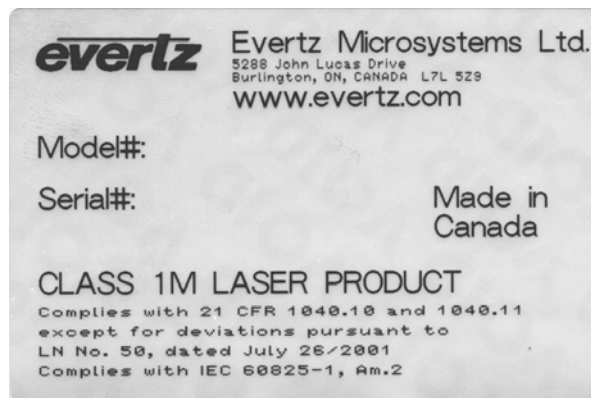 evertz
Evertz Microsystems Ltd.
5288 John Lucas Drive
Burlington, ON, CANADA L7L 5Z9
www.evertz.com
Model#:
Serial#:
Made in
Canada
CLASS 1M LASER PRODUCT
Complies with 21 CFR 1040.10 and 1040.11
except for deviations pursuant to
LN No. 50, dated July 26/2001
Complies with IEC 60825-1, Am.2